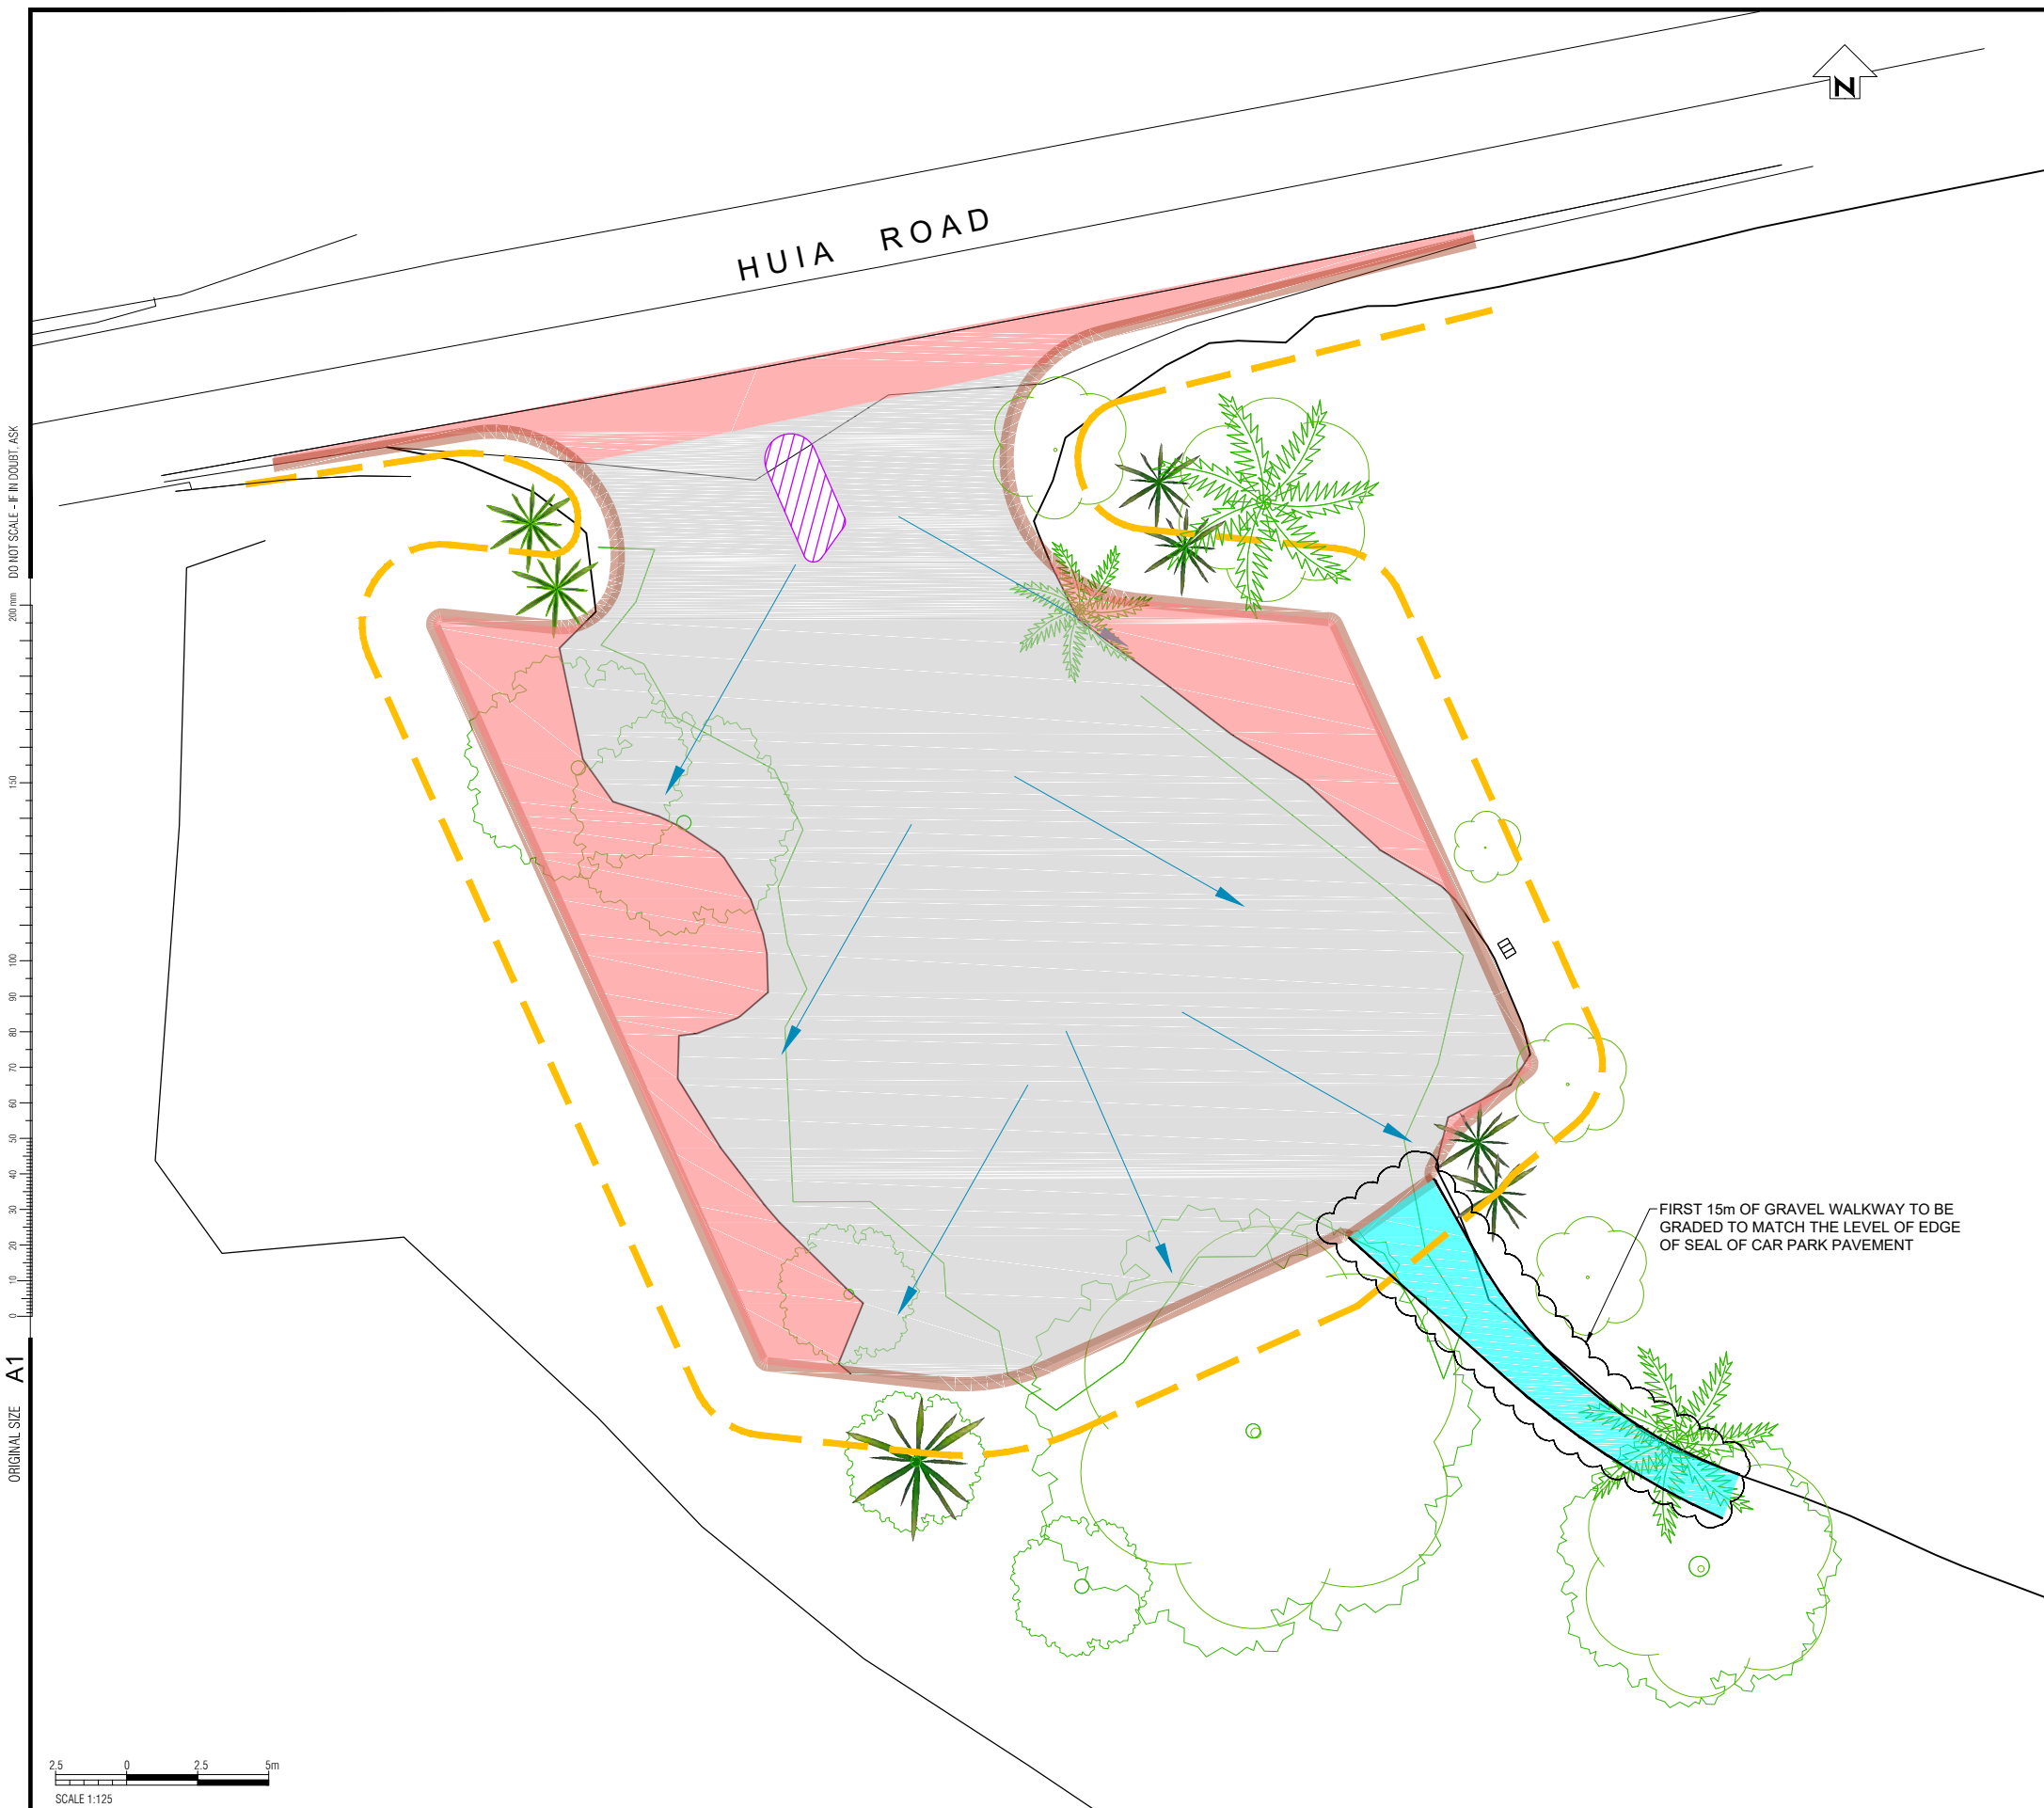 N
HUIA ROAD
DO NOT SCALE - IF IN DOUBT, ASK
200 mm
150
100
90
80
70
60
50
40
30
20
10
0
FIRST 15m OF GRAVEL WALKWAY TO BE
GRADED TO MATCH THE LEVEL OF EDGE
OF SEAL OF CAR PARK PAVEMENT
A1
ORIGINAL SIZE
2.5 0 2.5 5m
SCALE 1:125